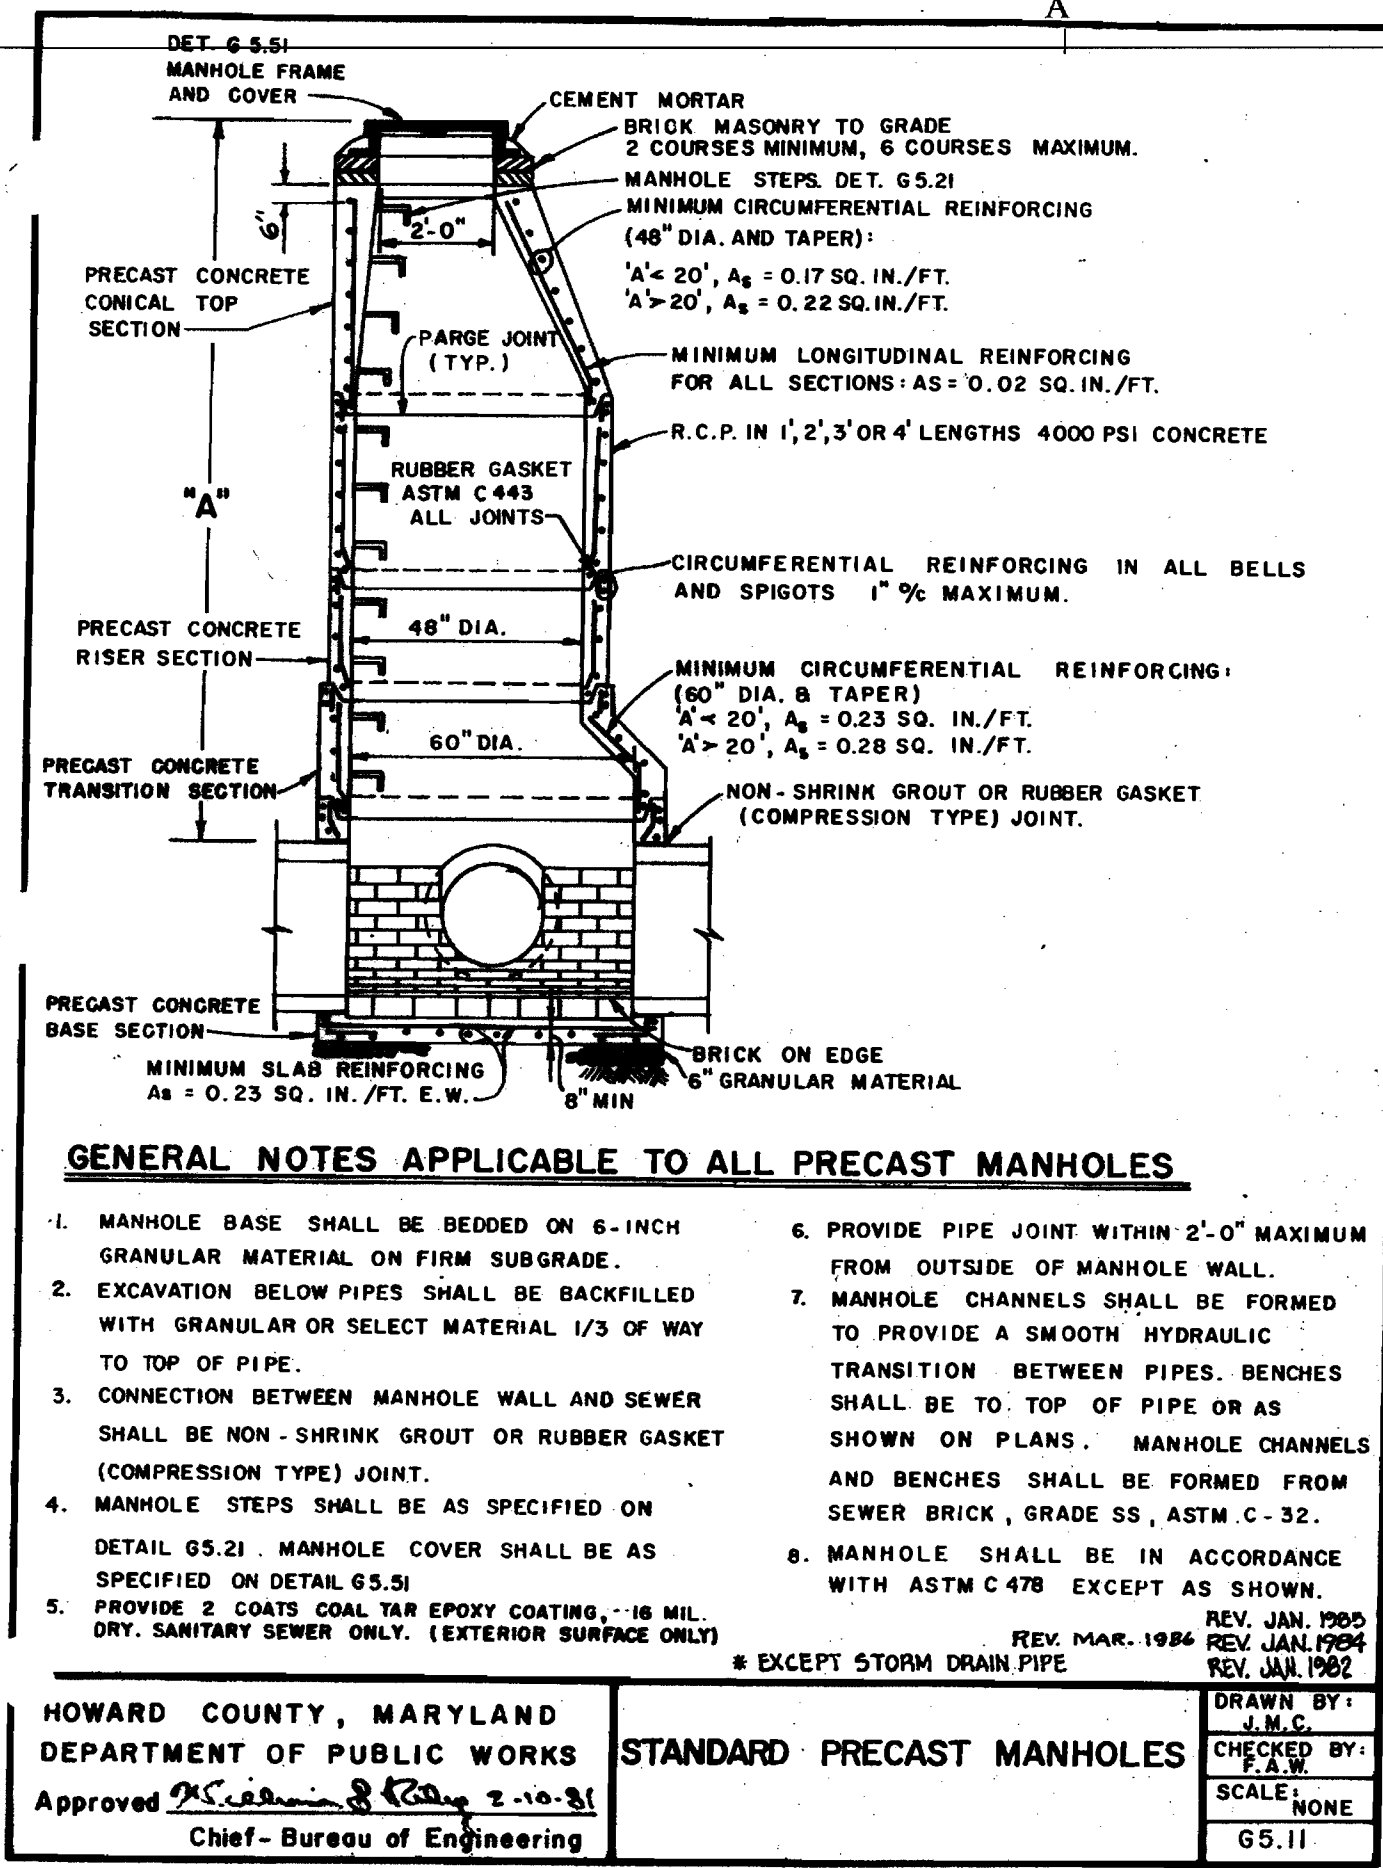 A
DET. G 5.51
MANHOLE FRAME
AND COVER
CEMENT MORTAR
BRICK MASONRY TO GRADE
2 COURSES MINIMUM, 6 COURSES MAXIMUM.
MANHOLE STEPS. DET. G5.21
MINIMUM CIRCUMFERENTIAL REINFORCING
(48" DIA. AND TAPER):
'A' < 20', As = 0.17 SQ. IN./FT.
'A' > 20', As = 0.22 SQ. IN./FT.
6"
2'-0"
PRECAST CONCRETE
CONICAL TOP
SECTION
PARGE JOINT
(TYP.)
MINIMUM LONGITUDINAL REINFORCING
FOR ALL SECTIONS: AS = 0.02 SQ. IN./FT.
R.C.P. IN 1', 2', 3' OR 4' LENGTHS 4000 PSI CONCRETE
"A"
RUBBER GASKET
ASTM C 443
ALL JOINTS
CIRCUMFERENTIAL REINFORCING IN ALL BELLS
AND SPIGOTS 1" o/c MAXIMUM.
PRECAST CONCRETE
RISER SECTION
48" DIA.
MINIMUM CIRCUMFERENTIAL REINFORCING:
(60" DIA. & TAPER)
'A' < 20', As = 0.23 SQ. IN./FT.
'A' > 20', As = 0.28 SQ. IN./FT.
60" DIA.
PRECAST CONCRETE
TRANSITION SECTION
NON-SHRINK GROUT OR RUBBER GASKET
(COMPRESSION TYPE) JOINT.
PRECAST CONCRETE
BASE SECTION
BRICK ON EDGE
6" GRANULAR MATERIAL
MINIMUM SLAB REINFORCING
As = 0.23 SQ. IN./FT. E.W.
8" MIN
GENERAL NOTES APPLICABLE TO ALL PRECAST MANHOLES
1. MANHOLE BASE SHALL BE BEDDED ON 6-INCH
GRANULAR MATERIAL ON FIRM SUBGRADE.
2. EXCAVATION BELOW PIPES SHALL BE BACKFILLED
WITH GRANULAR OR SELECT MATERIAL 1/3 OF WAY
TO TOP OF PIPE.
3. CONNECTION BETWEEN MANHOLE WALL AND SEWER
SHALL BE NON-SHRINK GROUT OR RUBBER GASKET
(COMPRESSION TYPE) JOINT.
4. MANHOLE STEPS SHALL BE AS SPECIFIED ON
DETAIL G5.21. MANHOLE COVER SHALL BE AS
SPECIFIED ON DETAIL G5.51
5. PROVIDE 2 COATS COAL TAR EPOXY COATING, 16 MIL.
DRY. SANITARY SEWER ONLY. (EXTERIOR SURFACE ONLY)
6. PROVIDE PIPE JOINT WITHIN 2'-0" MAXIMUM
FROM OUTSIDE OF MANHOLE WALL.
7. MANHOLE CHANNELS SHALL BE FORMED
TO PROVIDE A SMOOTH HYDRAULIC
TRANSITION BETWEEN PIPES. BENCHES
SHALL BE TO TOP OF PIPE OR AS
SHOWN ON PLANS. MANHOLE CHANNELS
AND BENCHES SHALL BE FORMED FROM
SEWER BRICK, GRADE SS, ASTM C-32.
8. MANHOLE SHALL BE IN ACCORDANCE
WITH ASTM C 478 EXCEPT AS SHOWN.
REV. JAN. 1985
REV. MAR. 1986 REV. JAN. 1984
* EXCEPT STORM DRAIN PIPE REV. JAN. 1982
HOWARD COUNTY, MARYLAND
DEPARTMENT OF PUBLIC WORKS
Approved 2-10-81
Chief-Bureau of Engineering
STANDARD PRECAST MANHOLES
DRAWN BY:
J.M.C.
CHECKED BY:
F.A.W.
SCALE:
NONE
G5.11